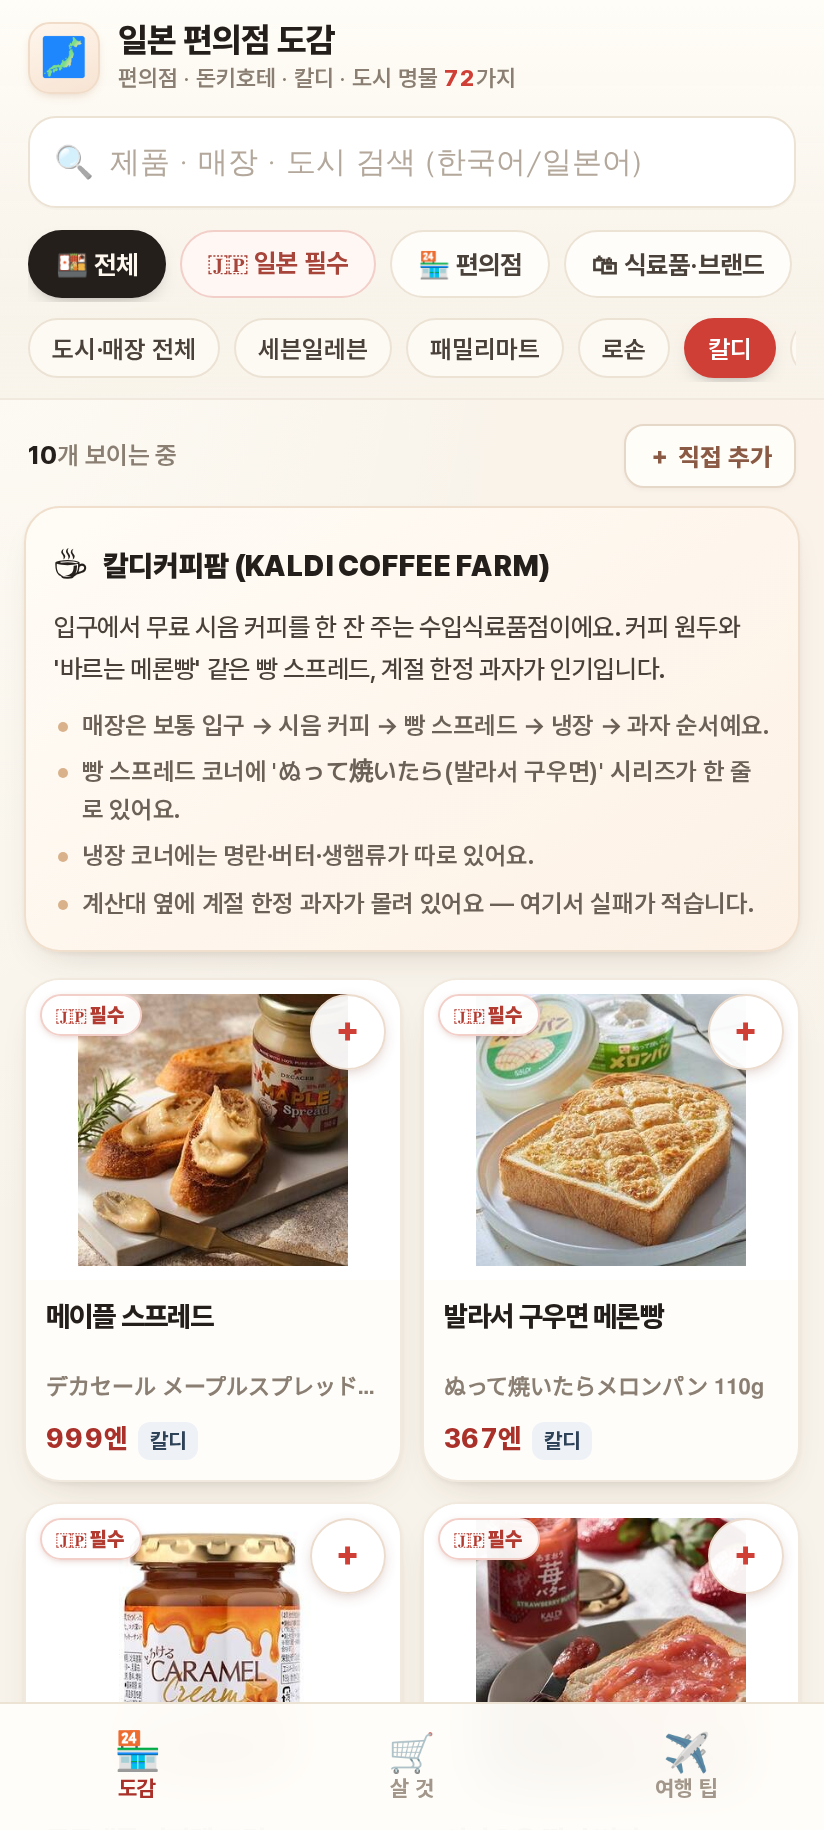 일본 편의점 도감
편의점 · 돈키호테 · 칼디 · 도시 명물 72가지
제품 · 매장 · 도시 검색 (한국어/일본어)
전체
🇯🇵 일본 필수
편의점
식료품·브랜드
도시·매장 전체
세븐일레븐
패밀리마트
로손
칼디
10개 보이는 중
+ 직접 추가
칼디커피팜 (KALDI COFFEE FARM)
입구에서 무료 시음 커피를 한 잔 주는 수입식료품점이에요. 커피 원두와
'바르는 메론빵' 같은 빵 스프레드, 계절 한정 과자가 인기입니다.
매장은 보통 입구 → 시음 커피 → 빵 스프레드 → 냉장 → 과자 순서예요.
빵 스프레드 코너에 'ぬって焼いたら(발라서 구우면)' 시리즈가 한 줄
로 있어요.
냉장 코너에는 명란·버터·생햄류가 따로 있어요.
계산대 옆에 계절 한정 과자가 몰려 있어요 — 여기서 실패가 적습니다.
🇯🇵 필수
+
DECACER
MAPLE
Spread
메이플 스프레드
デカセール メープルスプレッド...
999엔 칼디
🇯🇵 필수
+
メロンパン
발라서 구우면 메론빵
ぬって焼いたらメロンパン 110g
367엔 칼디
🇯🇵 필수
+
かける
CARAMEL
Cream
🇯🇵 필수
+
あまおう
苺
バター
STRAWBERRY BUTTER
KALDI
도감
살 것
여행 팁